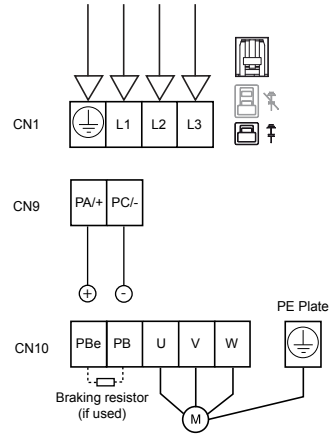 CN1 L1 L2 L3
CN9 PA/+ PC/-
+ -
PE Plate
CN10 PBe PB U V W
Braking resistor
(if used)
M